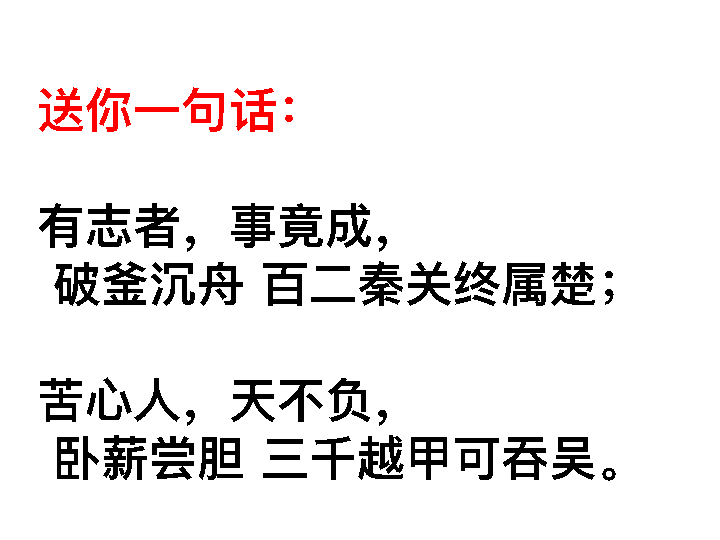 送你一句话：
有志者，事竟成，
破釜沉舟 百二秦关终属楚；
苦心人，天不负，
卧薪尝胆 三千越甲可吞吴。